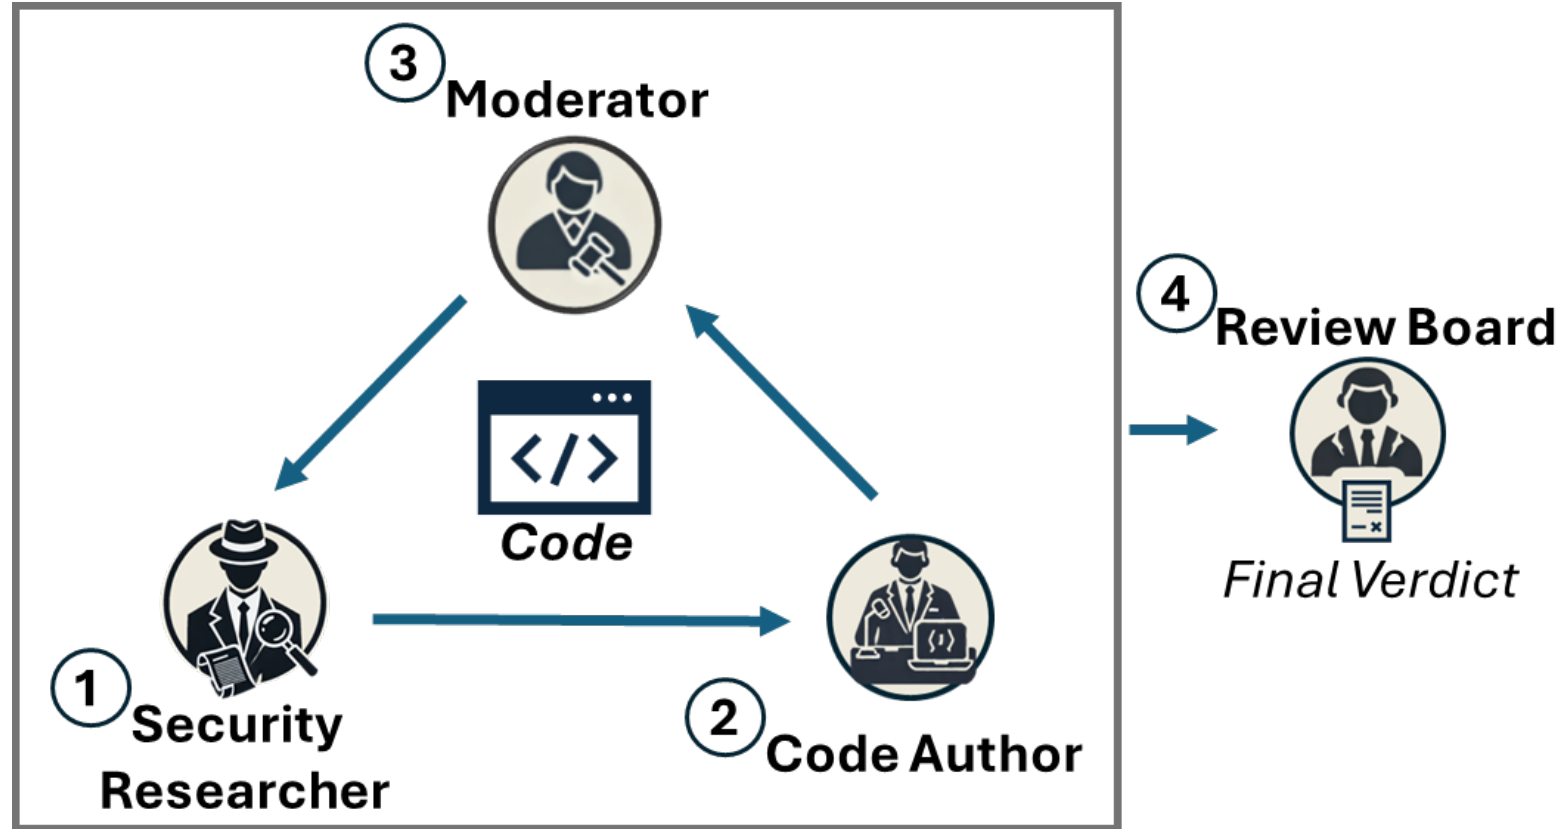 3
Moderator
4
Review Board
</>
Code
Final Verdict
1
Security
Researcher
2
Code Author